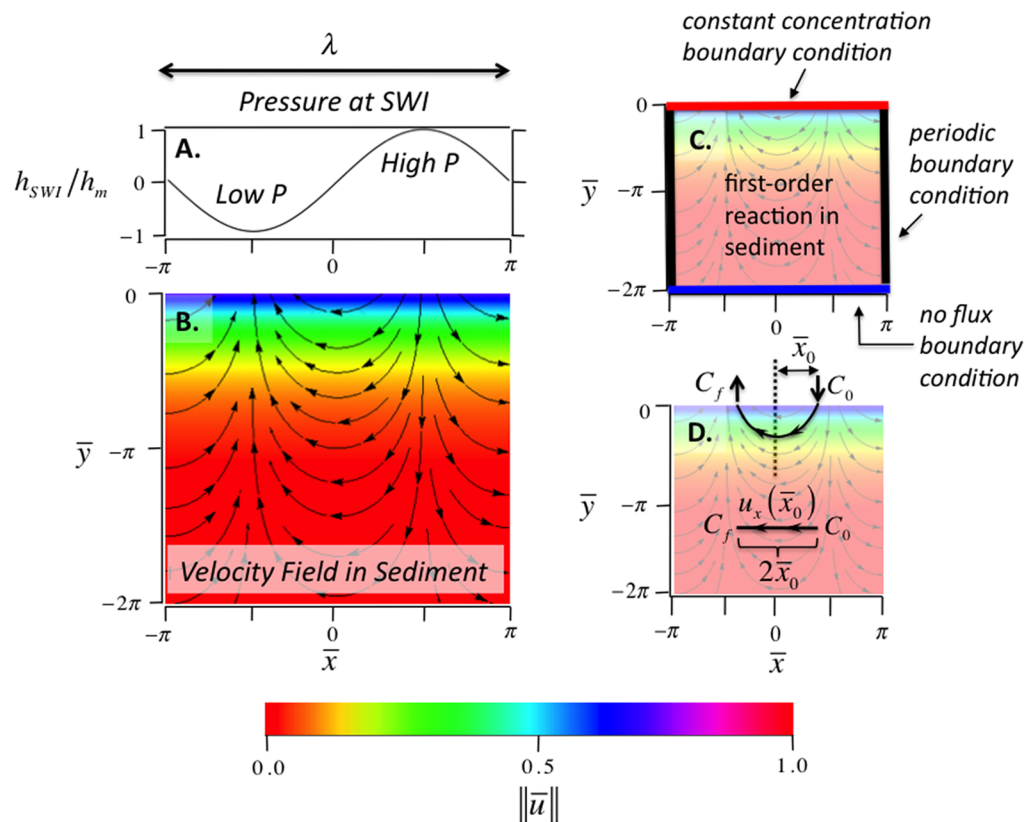 λ
Pressure at SWI
A.
h_SWI/h_m
1
0
−1
High P
Low P
−π
0
π
B.
0
y̅ −π
−2π
Velocity Field in Sediment
−π
0
π
x̅
constant concentration
boundary condition
C.
0
y̅
−π
−2π
first-order
reaction in
sediment
periodic
boundary
condition
−π
0
π
no flux
boundary
condition
x̅₀
C_f
C₀
D.
0
y̅
−π
−2π
u_x(x̅₀)
C_f
C₀
2x̅₀
−π
0
π
x̅
0.0
0.5
1.0
‖u̅‖